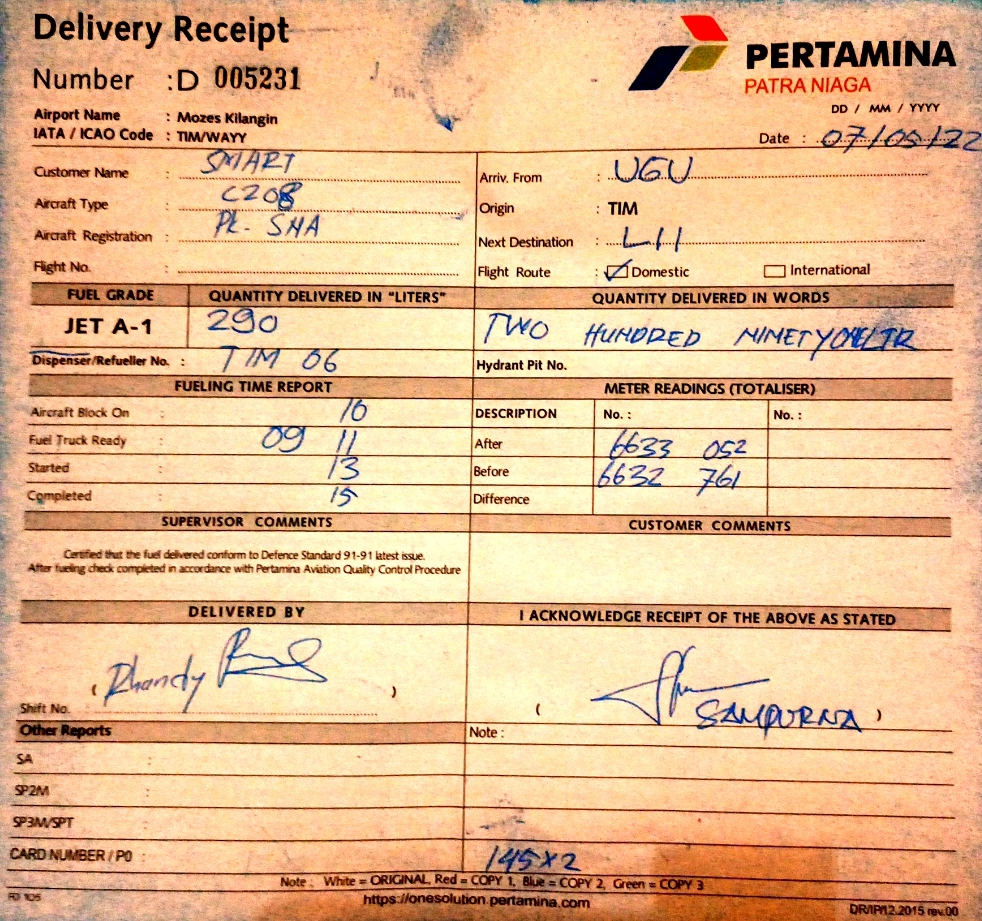 Delivery Receipt
Number : D 005231
PERTAMINA
PATRA NIAGA
Airport Name : Mozes Kilangin
IATA / ICAO Code : TIM/WAYY
DD / MM / YYYY
Date : 07/05/22
Customer Name : SMART
Arriv. From : UGU
Aircraft Type : C208
Origin : TIM
Aircraft Registration : PK-SHA
Next Destination : LII
Flight No. :
Flight Route : ✓ Domestic International
FUEL GRADE QUANTITY DELIVERED IN "LITERS" QUANTITY DELIVERED IN WORDS
JET A-1 290 TWO HUNDRED NINETY LTR
Dispenser/Refueller No. : TIM 06 Hydrant Pit No.
FUELING TIME REPORT METER READINGS (TOTALISER)
Aircraft Block On : 10 DESCRIPTION No. : No. :
Fuel Truck Ready : 09 11 After 6633 052
Started : 13 Before 6632 761
Completed : 15 Difference
SUPERVISOR COMMENTS CUSTOMER COMMENTS
Certified that the fuel delivered conform to Defence Standard 91-91 latest issue.
After fueling check completed in accordance with Pertamina Aviation Quality Control Procedure
DELIVERED BY I ACKNOWLEDGE RECEIPT OF THE ABOVE AS STATED
( Rhandy )
( SAMPURNA )
Shift No.
Other Reports Note :
SA :
SP2M :
SP3M/SPT :
CARD NUMBER / PO : 145 x 2
Note : White = ORIGINAL, Red = COPY 1, Blue = COPY 2, Green = COPY 3
https://onesolution.pertamina.com
DR/IP/12.2015 rev.00